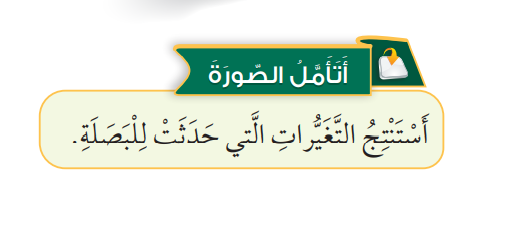 أَتَأَمَّلُ الصّورَةَ
أَسْتَنْتِجُ التَّغَيُّراتِ الَّتي حَدَثَتْ لِلْبَصَلَةِ.